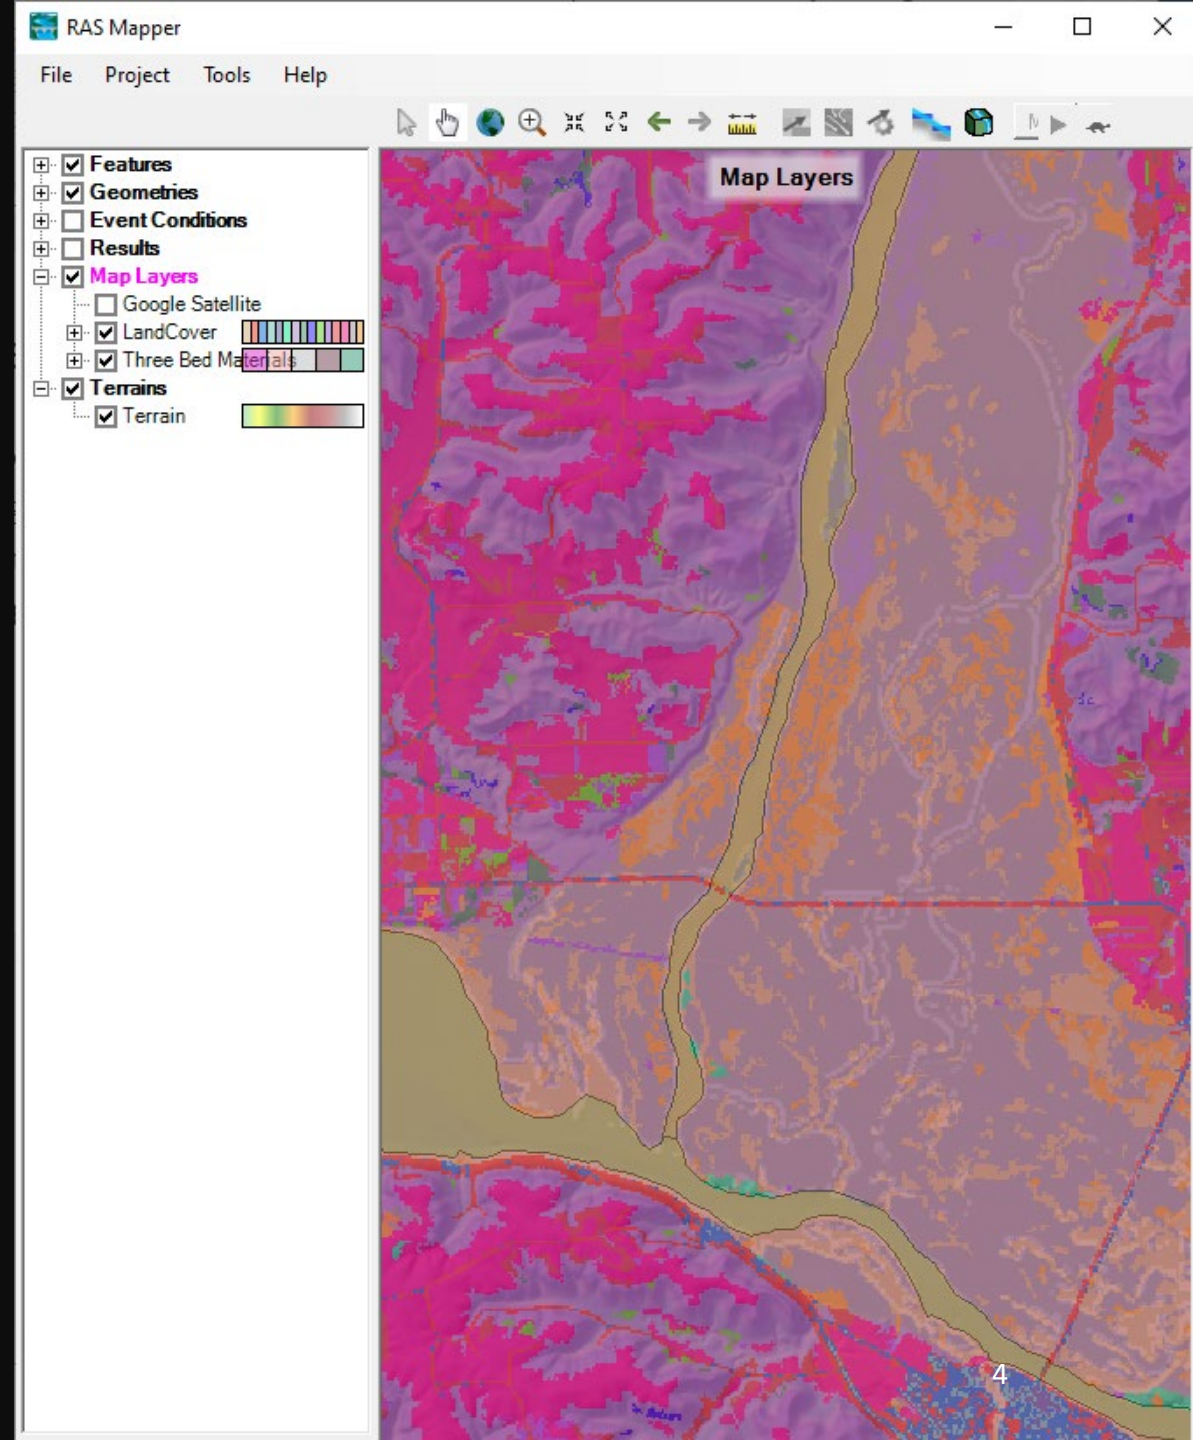 RAS Mapper
File Project Tools Help
Map Layers
Features
Geometries
Event Conditions
Results
Map Layers
Google Satellite
LandCover
Three Bed Materials
Terrains
Terrain
4